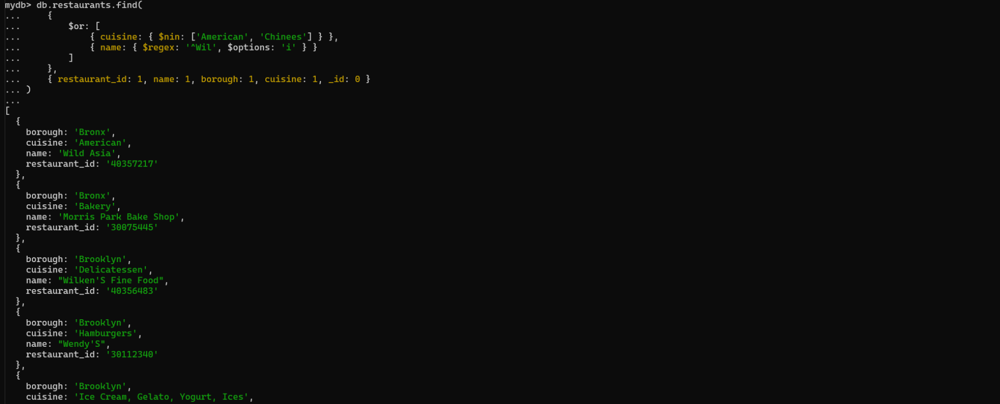 mydb> db.restaurants.find(
...     {
...         $or: [
...             { cuisine: { $nin: ['American', 'Chinees'] } },
...             { name: { $regex: '^Wil', $options: 'i' } }
...         ]
...     },
...     { restaurant_id: 1, name: 1, borough: 1, cuisine: 1, _id: 0 }
... )
...
[
  {
    borough: 'Bronx',
    cuisine: 'American',
    name: 'Wild Asia',
    restaurant_id: '40357217'
  },
  {
    borough: 'Bronx',
    cuisine: 'Bakery',
    name: 'Morris Park Bake Shop',
    restaurant_id: '30075445'
  },
  {
    borough: 'Brooklyn',
    cuisine: 'Delicatessen',
    name: "Wilken'S Fine Food",
    restaurant_id: '40356483'
  },
  {
    borough: 'Brooklyn',
    cuisine: 'Hamburgers',
    name: "Wendy'S",
    restaurant_id: '30112340'
  },
  {
    borough: 'Brooklyn',
    cuisine: 'Ice Cream, Gelato, Yogurt, Ices',